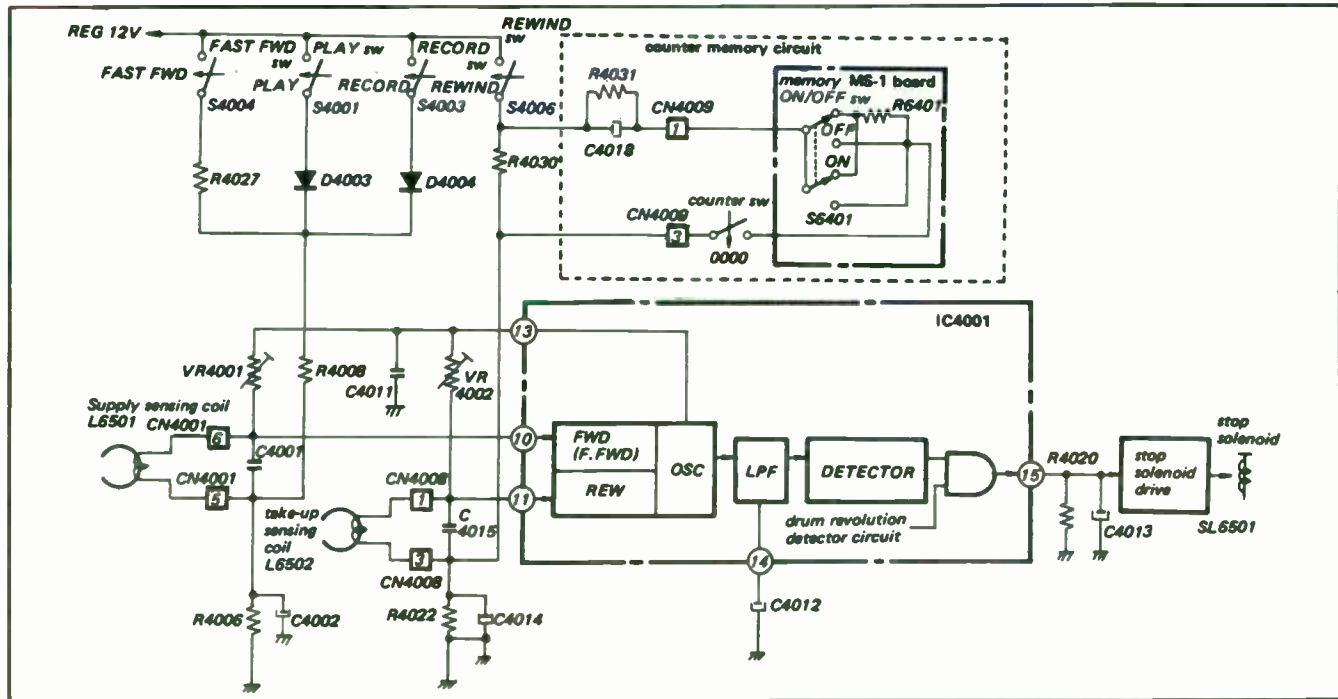 REG 12V
FAST FWD
sw
FAST FWD
S4004
PLAY sw
PLAY
S4001
RECORD
sw
RECORD
S4003
REWIND
sw
REWIND
S4006
R4027
D4003
D4004
R4030
counter memory circuit
R4031
C4018
CN4009
1
memory MS-1 board
ON/OFF sw
R6401
OFF
ON
S6401
CN4009
3
counter sw
0000
IC4001
13
VR4001
R4008
C4011
VR
4002
Supply sensing coil
L6501
CN4001
6
C4001
CN4001
5
10
11
take-up
sensing
coil
L6502
CN4008
1
C
4015
3
CN4008
FWD
(F.FWD)
REW
OSC
LPF
DETECTOR
drum revolution
detector circuit
15
R4020
C4013
stop
solenoid
drive
stop
solenoid
SL6501
14
C4012
R4006
C4002
R4022
C4014